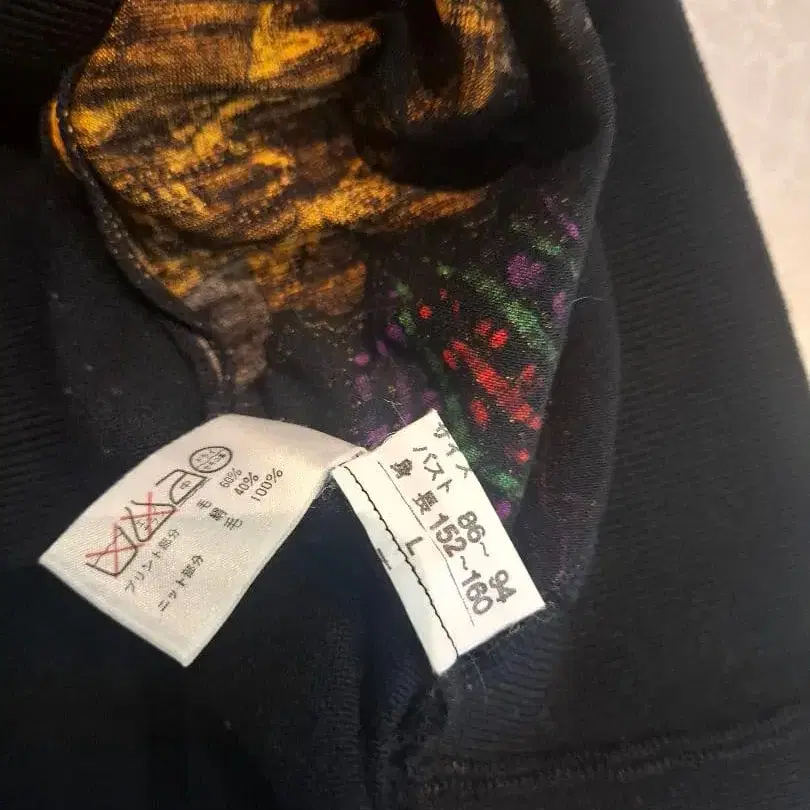 中
プリント部分 毛 60%
40%
ニット部分 毛 100%
サイズ
バスト 86～94
身長 152～160
L